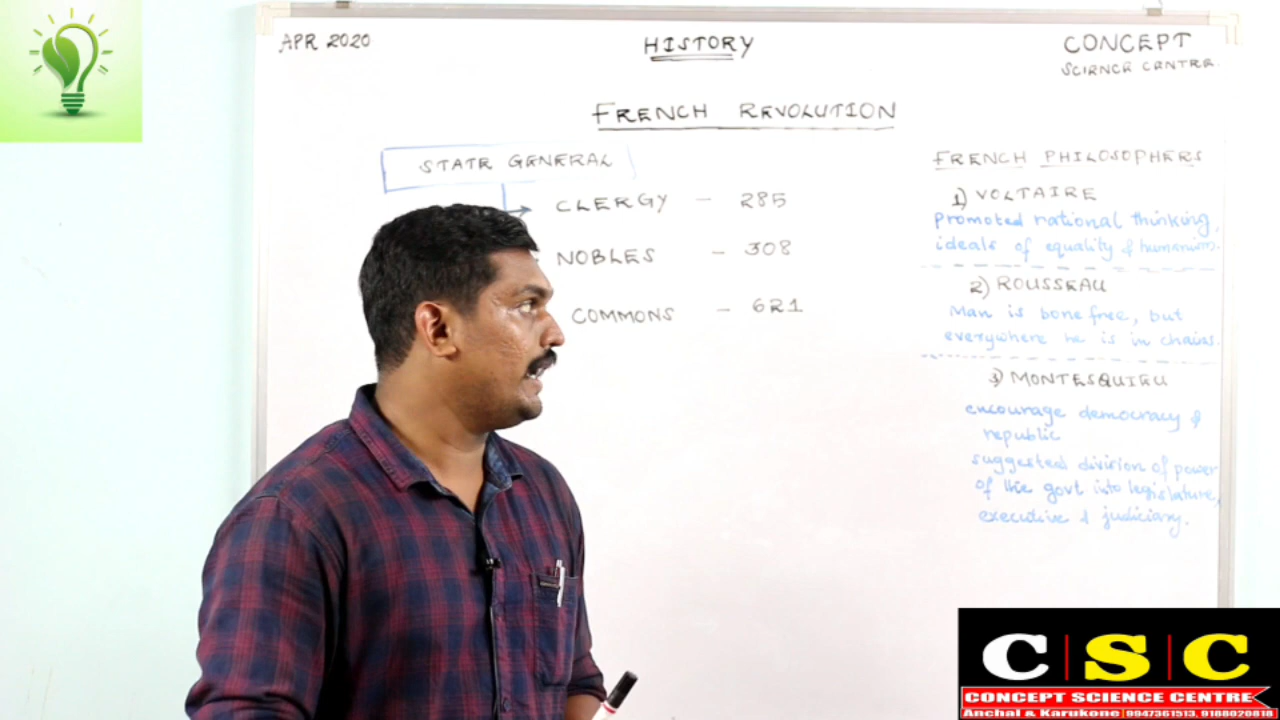 APR 2020
HISTORY
CONCEPT
SCIENCE CENTRE.
FRENCH REVOLUTION
STATE GENERAL
CLERGY - 285
NOBLES - 308
COMMONS - 621
FRENCH PHILOSOPHERS
1) VOLTAIRE
promoted rational thinking,
ideals of equality & humanism.
2) ROUSSEAU
Man is bone free, but
everywhere he is in chains.
3) MONTESQUIEU
encourage democracy &
republic
suggested division of power
of the govt into legislature,
executive & judiciary.
C|S|C
CONCEPT SCIENCE CENTRE
Anchal & Karukone 9947361513, 9188020818